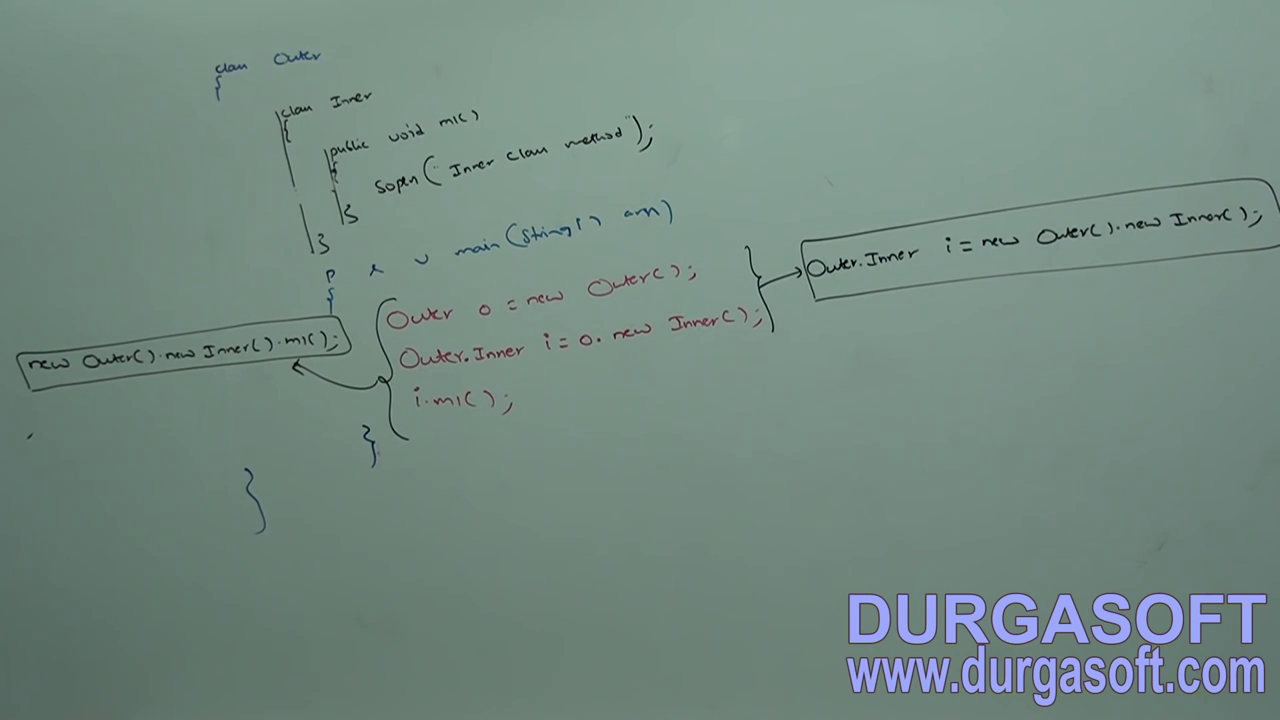 class Outer
{
class Inner
{
public void m1()
{
Sopln("Inner class method");
}
}
p s v main(String[] args)
{
Outer o = new Outer();
Outer.Inner i = o.new Inner();
i.m1();
}
}
Outer.Inner i = new Outer().new Inner();
new Outer().new Inner().m1();
DURGASOFT
www.durgasoft.com